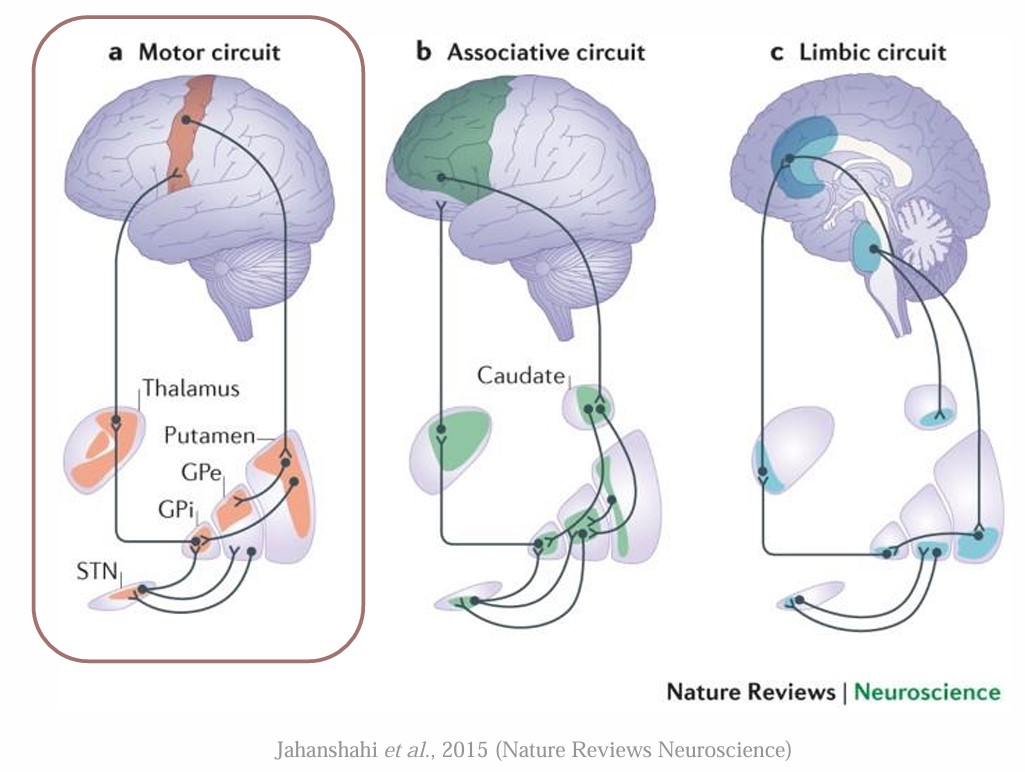 a Motor circuit
b Associative circuit
c Limbic circuit
Thalamus
Putamen
GPe
GPi
STN
Caudate
Nature Reviews | Neuroscience
Jahanshahi et al., 2015 (Nature Reviews Neuroscience)